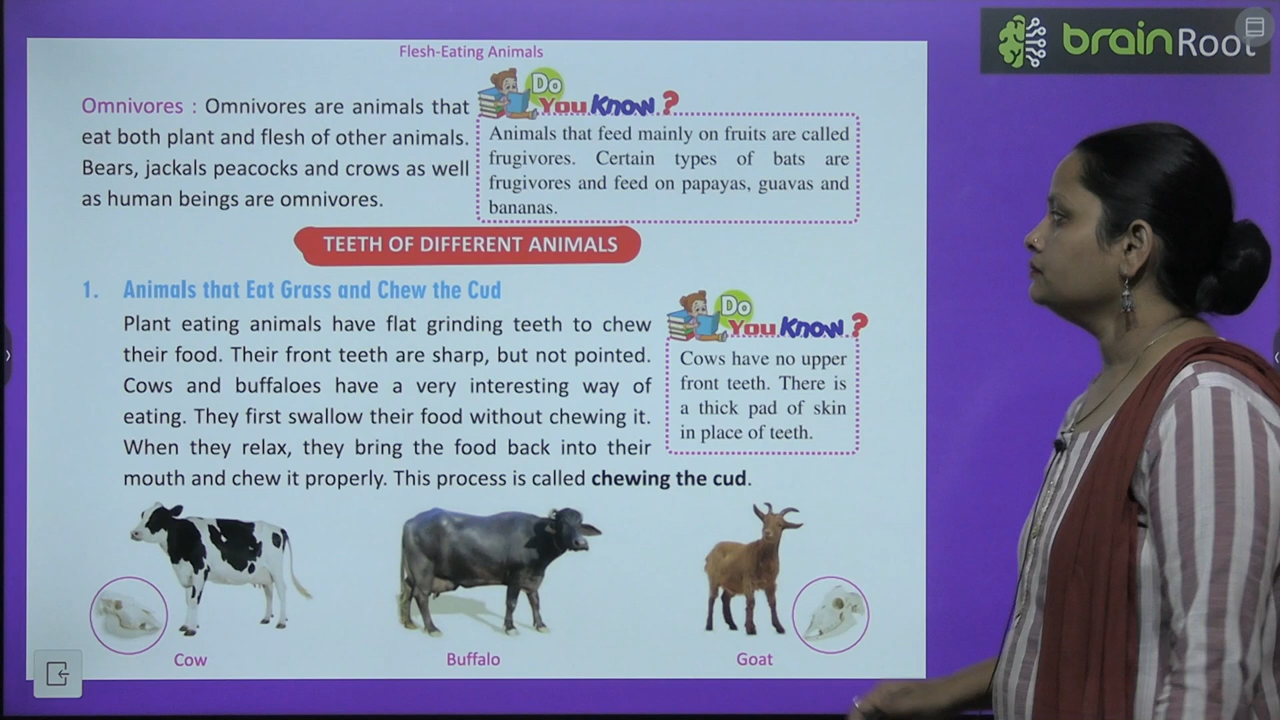 brainRoot
Flesh-Eating Animals
Omnivores : Omnivores are animals that
eat both plant and flesh of other animals.
Bears, jackals peacocks and crows as well
as human beings are omnivores.
Do
You Know ?
Animals that feed mainly on fruits are called
frugivores. Certain types of bats are
frugivores and feed on papayas, guavas and
bananas.
TEETH OF DIFFERENT ANIMALS
1. Animals that Eat Grass and Chew the Cud
Plant eating animals have flat grinding teeth to chew
their food. Their front teeth are sharp, but not pointed.
Cows and buffaloes have a very interesting way of
eating. They first swallow their food without chewing it.
When they relax, they bring the food back into their
mouth and chew it properly. This process is called chewing the cud.
Do
You Know ?
Cows have no upper
front teeth. There is
a thick pad of skin
in place of teeth.
Cow
Buffalo
Goat